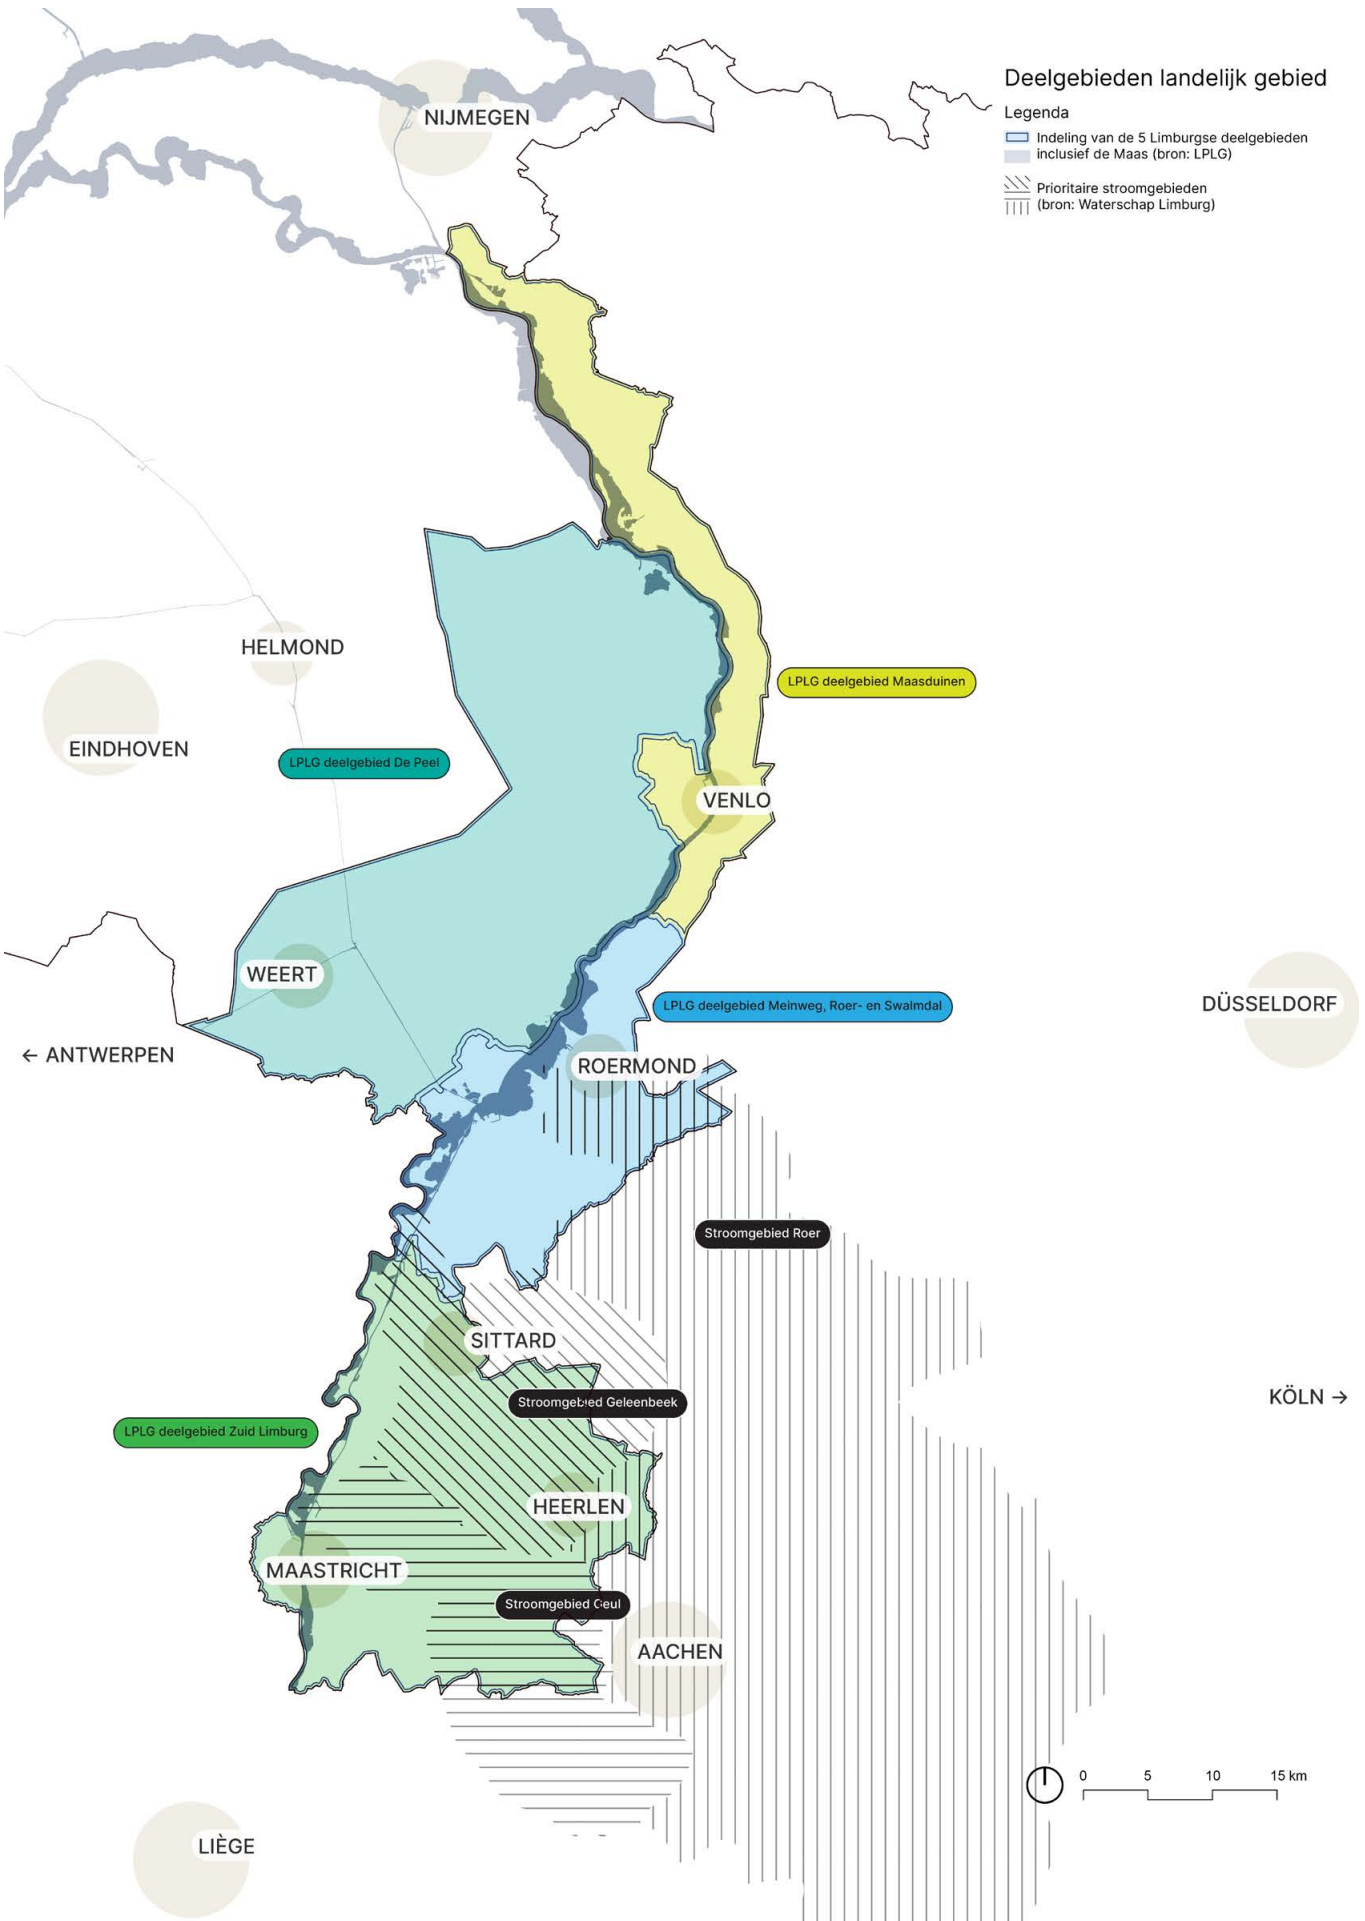 Deelgebieden landelijk gebied
Legenda
Indeling van de 5 Limburgse deelgebieden
inclusief de Maas (bron: LPLG)
Prioritaire stroomgebieden
(bron: Waterschap Limburg)
NIJMEGEN
HELMOND
LPLG deelgebied Maasduinen
EINDHOVEN
LPLG deelgebied De Peel
VENLO
WEERT
DÜSSELDORF
LPLG deelgebied Meinweg, Roer- en Swalmdal
← ANTWERPEN
ROERMOND
Stroomgebied Roer
SITTARD
KÖLN →
Stroomgebied Geleenbeek
LPLG deelgebied Zuid Limburg
HEERLEN
MAASTRICHT
Stroomgebied Geul
AACHEN
0 5 10 15 km
LIÈGE